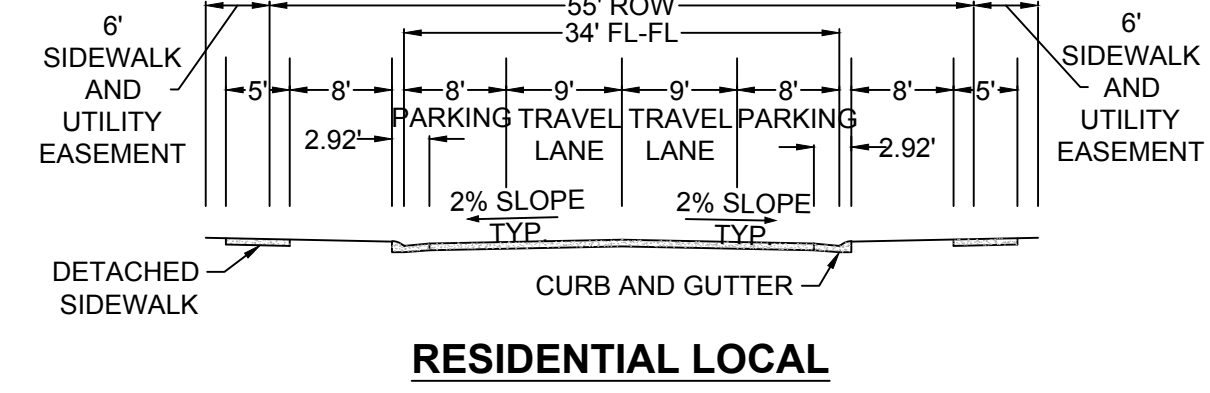 55' ROW
34' FL-FL
6'
SIDEWALK
AND
UTILITY
EASEMENT
6'
SIDEWALK
AND
UTILITY
EASEMENT
5' 8' 8' 9' 9' 8' 8' 5'
PARKING TRAVEL LANE TRAVEL LANE PARKING
2.92' 2.92'
2% SLOPE
TYP
2% SLOPE
TYP
DETACHED
SIDEWALK
CURB AND GUTTER
RESIDENTIAL LOCAL